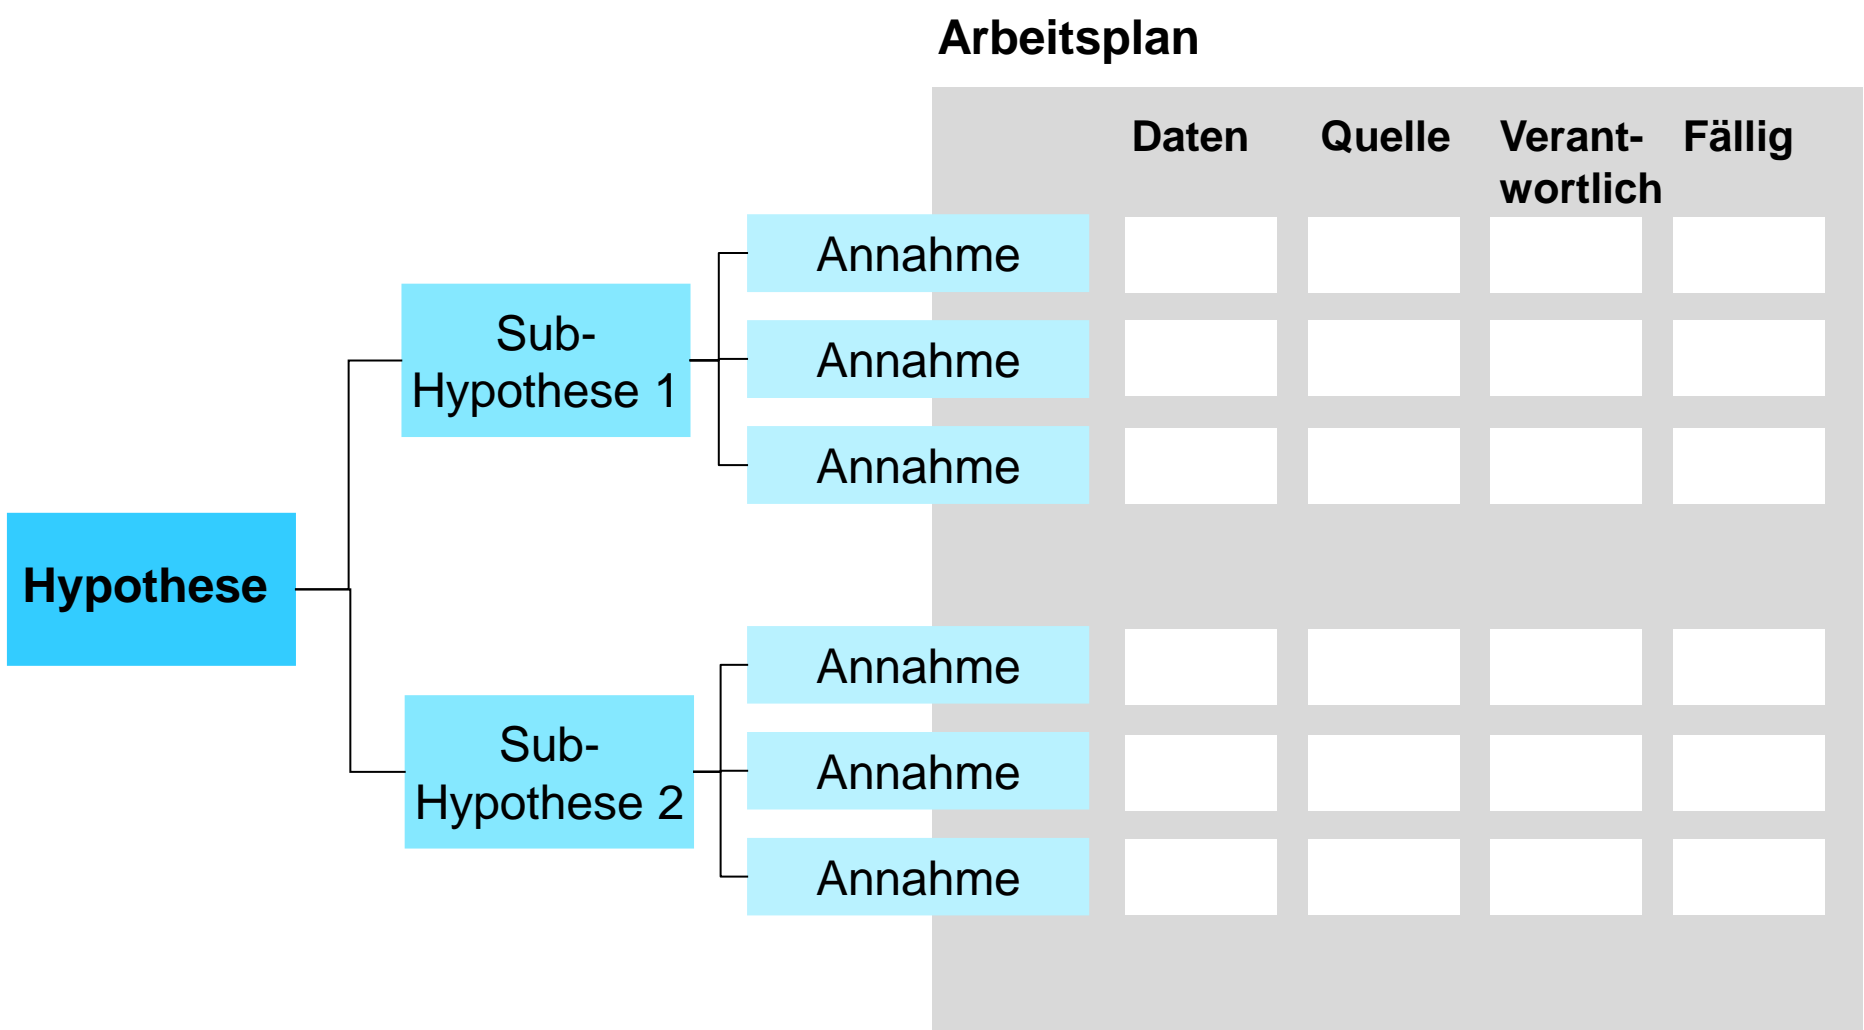 Arbeitsplan
Daten Quelle Verant- Fällig
wortlich
Annahme
Sub-
Hypothese 1
Annahme
Annahme
Hypothese
Annahme
Sub-
Hypothese 2
Annahme
Annahme